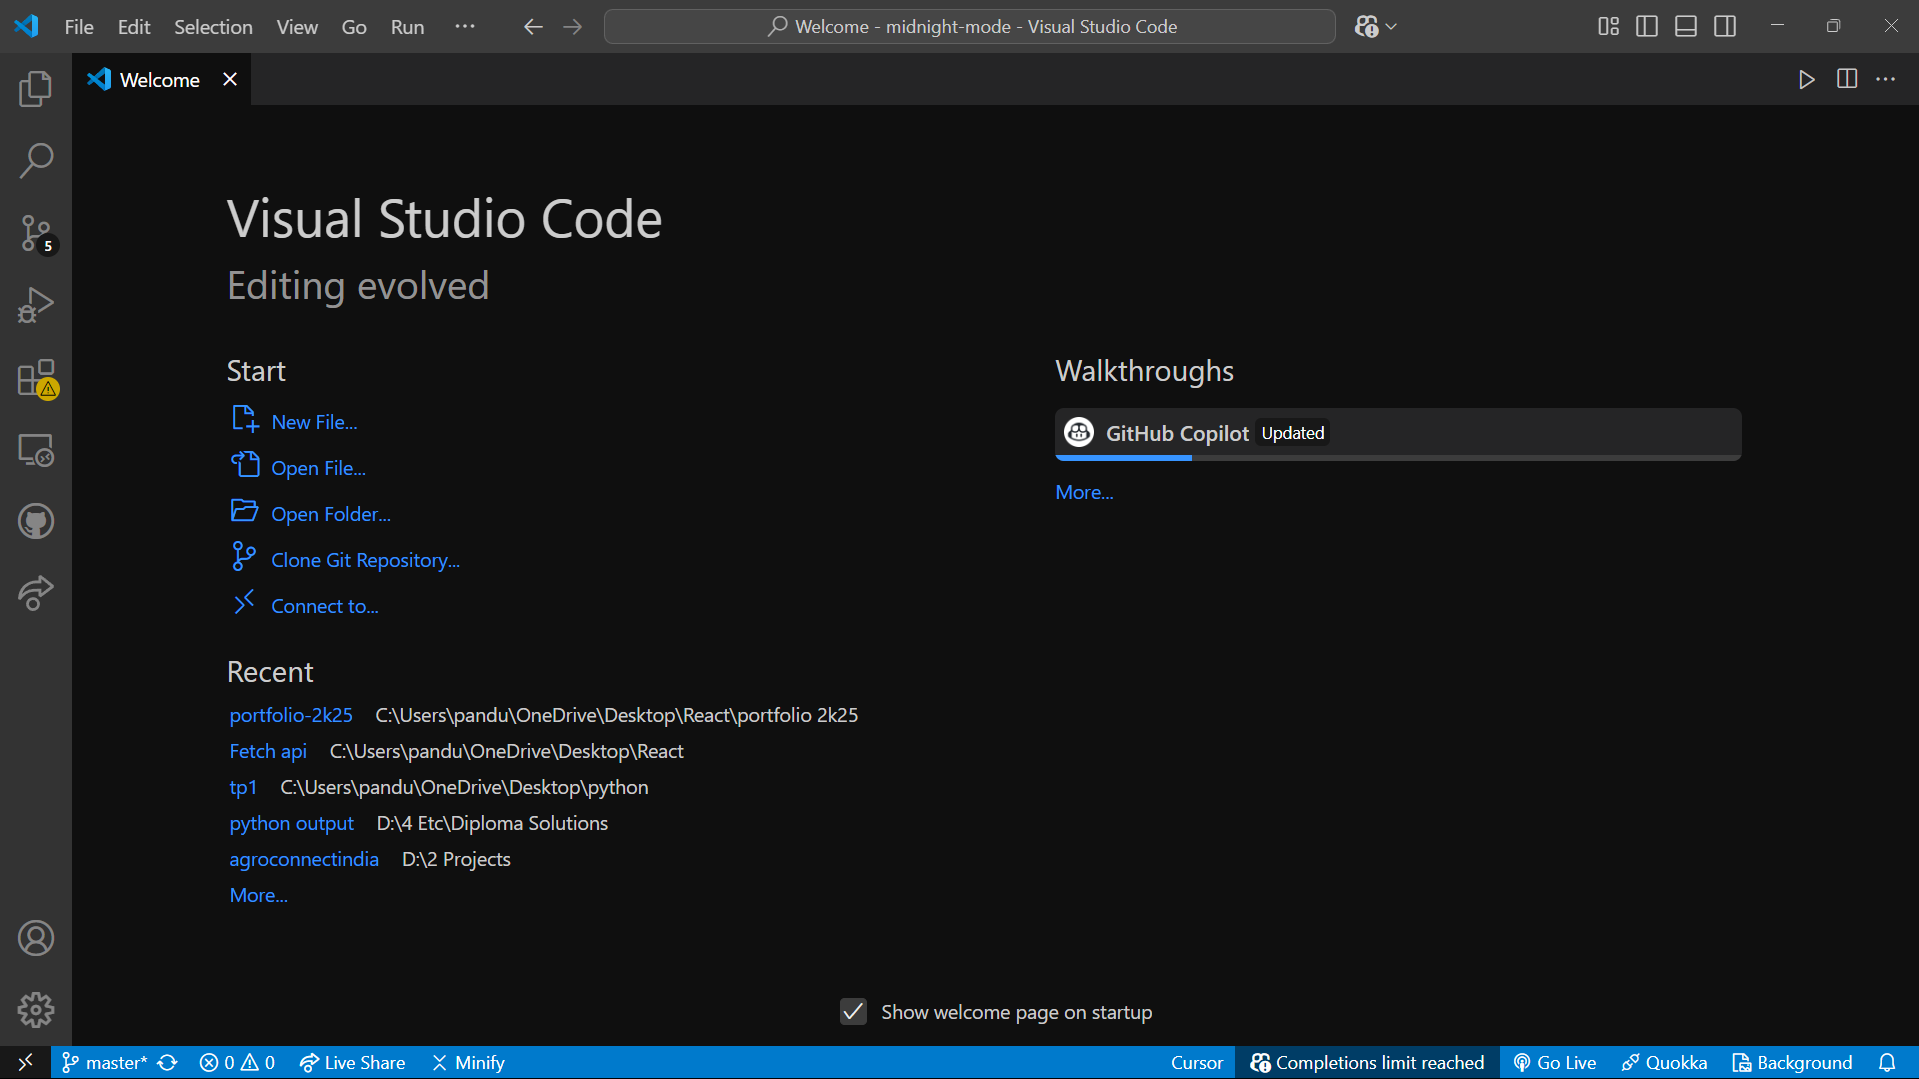 File Edit Selection View Go Run ··· Welcome - midnight-mode - Visual Studio Code
Welcome
Visual Studio Code
Editing evolved
5
Start
New File...
Open File...
Open Folder...
Clone Git Repository...
Connect to...
Walkthroughs
GitHub Copilot Updated
More...
Recent
portfolio-2k25 C:\Users\pandu\OneDrive\Desktop\React\portfolio 2k25
Fetch api C:\Users\pandu\OneDrive\Desktop\React
tp1 C:\Users\pandu\OneDrive\Desktop\python
python output D:\4 Etc\Diploma Solutions
agroconnectindia D:\2 Projects
More...
Show welcome page on startup
master* 0 0 Live Share Minify Cursor Completions limit reached Go Live Quokka Background